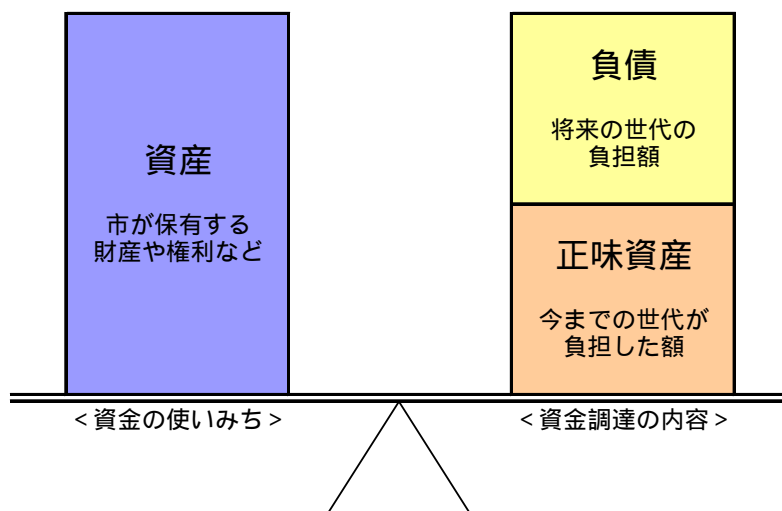 資産
市が保有する
財産や権利など
負債
将来の世代の
負担額
正味資産
今までの世代が
負担した額
<資金の使いみち>
<資金調達の内容>